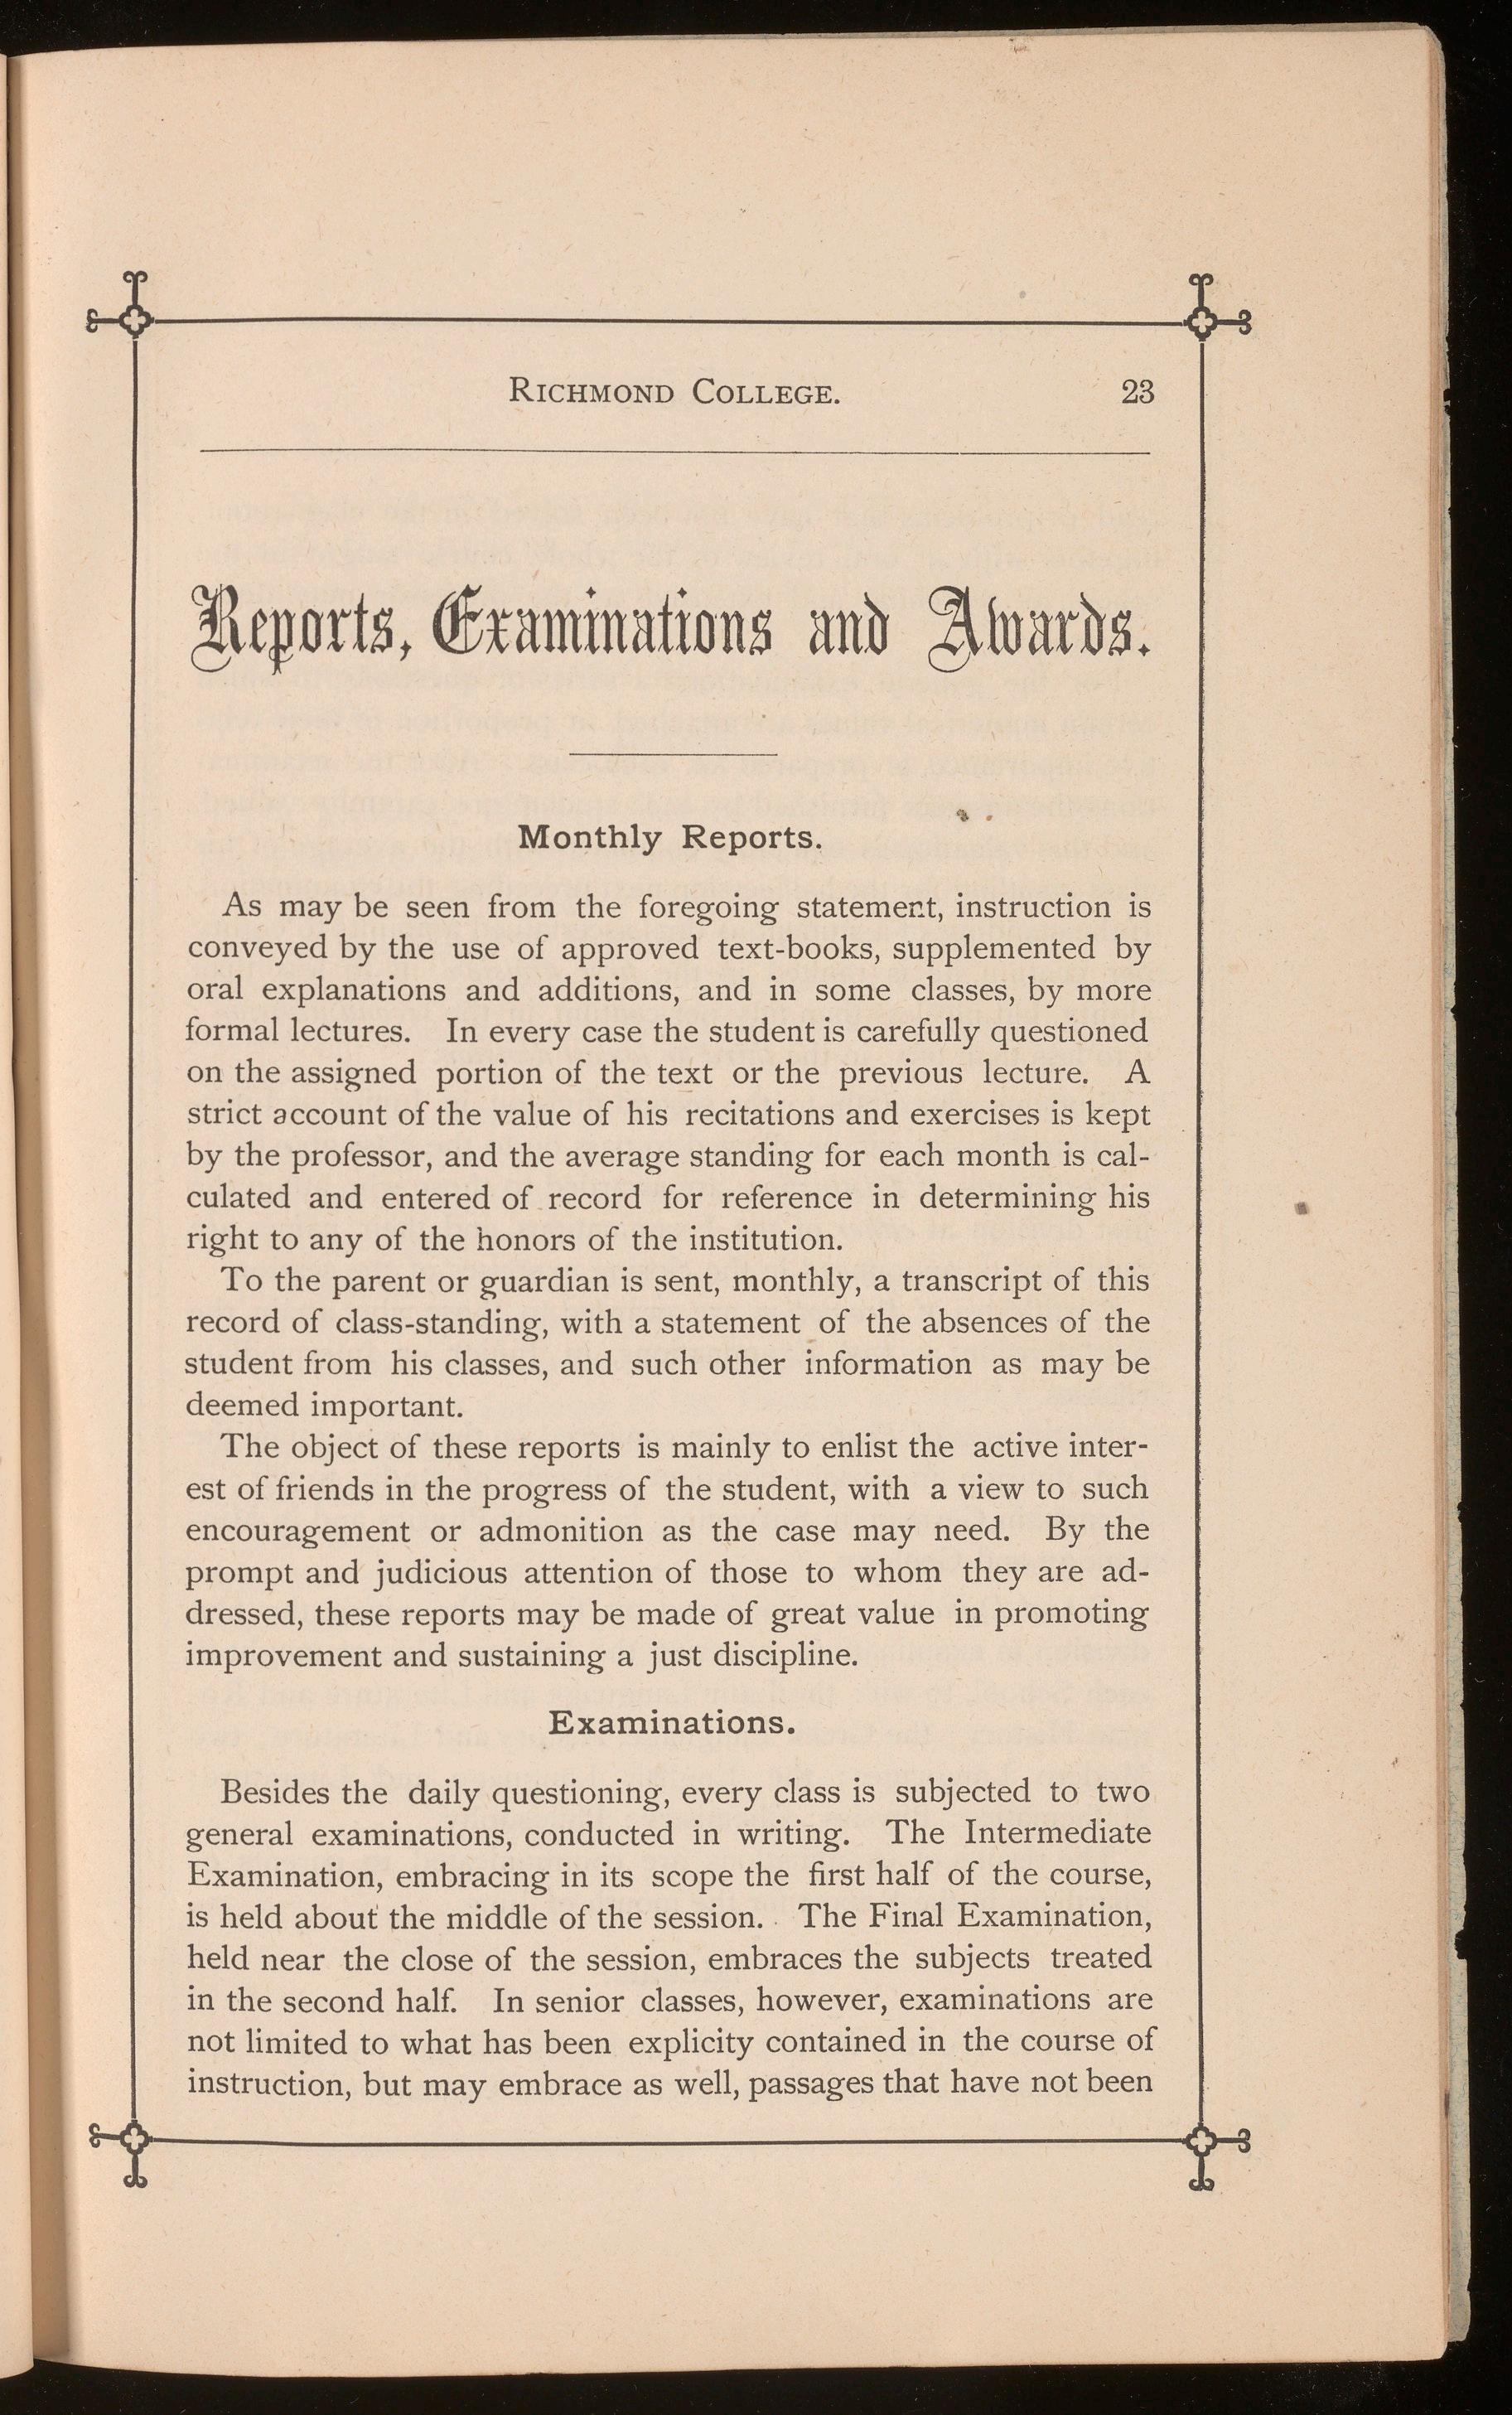 RICHMOND COLLEGE. 23
Reports, Examinations and Awards.
Monthly Reports.
As may be seen from the foregoing statement, instruction is
conveyed by the use of approved text-books, supplemented by
oral explanations and additions, and in some classes, by more
formal lectures. In every case the student is carefully questioned
on the assigned portion of the text or the previous lecture. A
strict account of the value of his recitations and exercises is kept
by the professor, and the average standing for each month is cal-
culated and entered of record for reference in determining his
right to any of the honors of the institution.
To the parent or guardian is sent, monthly, a transcript of this
record of class-standing, with a statement of the absences of the
student from his classes, and such other information as may be
deemed important.
The object of these reports is mainly to enlist the active inter-
est of friends in the progress of the student, with a view to such
encouragement or admonition as the case may need. By the
prompt and judicious attention of those to whom they are ad-
dressed, these reports may be made of great value in promoting
improvement and sustaining a just discipline.
Examinations.
Besides the daily questioning, every class is subjected to two
general examinations, conducted in writing. The Intermediate
Examination, embracing in its scope the first half of the course,
is held about the middle of the session. The Final Examination,
held near the close of the session, embraces the subjects treated
in the second half. In senior classes, however, examinations are
not limited to what has been explicity contained in the course of
instruction, but may embrace as well, passages that have not been